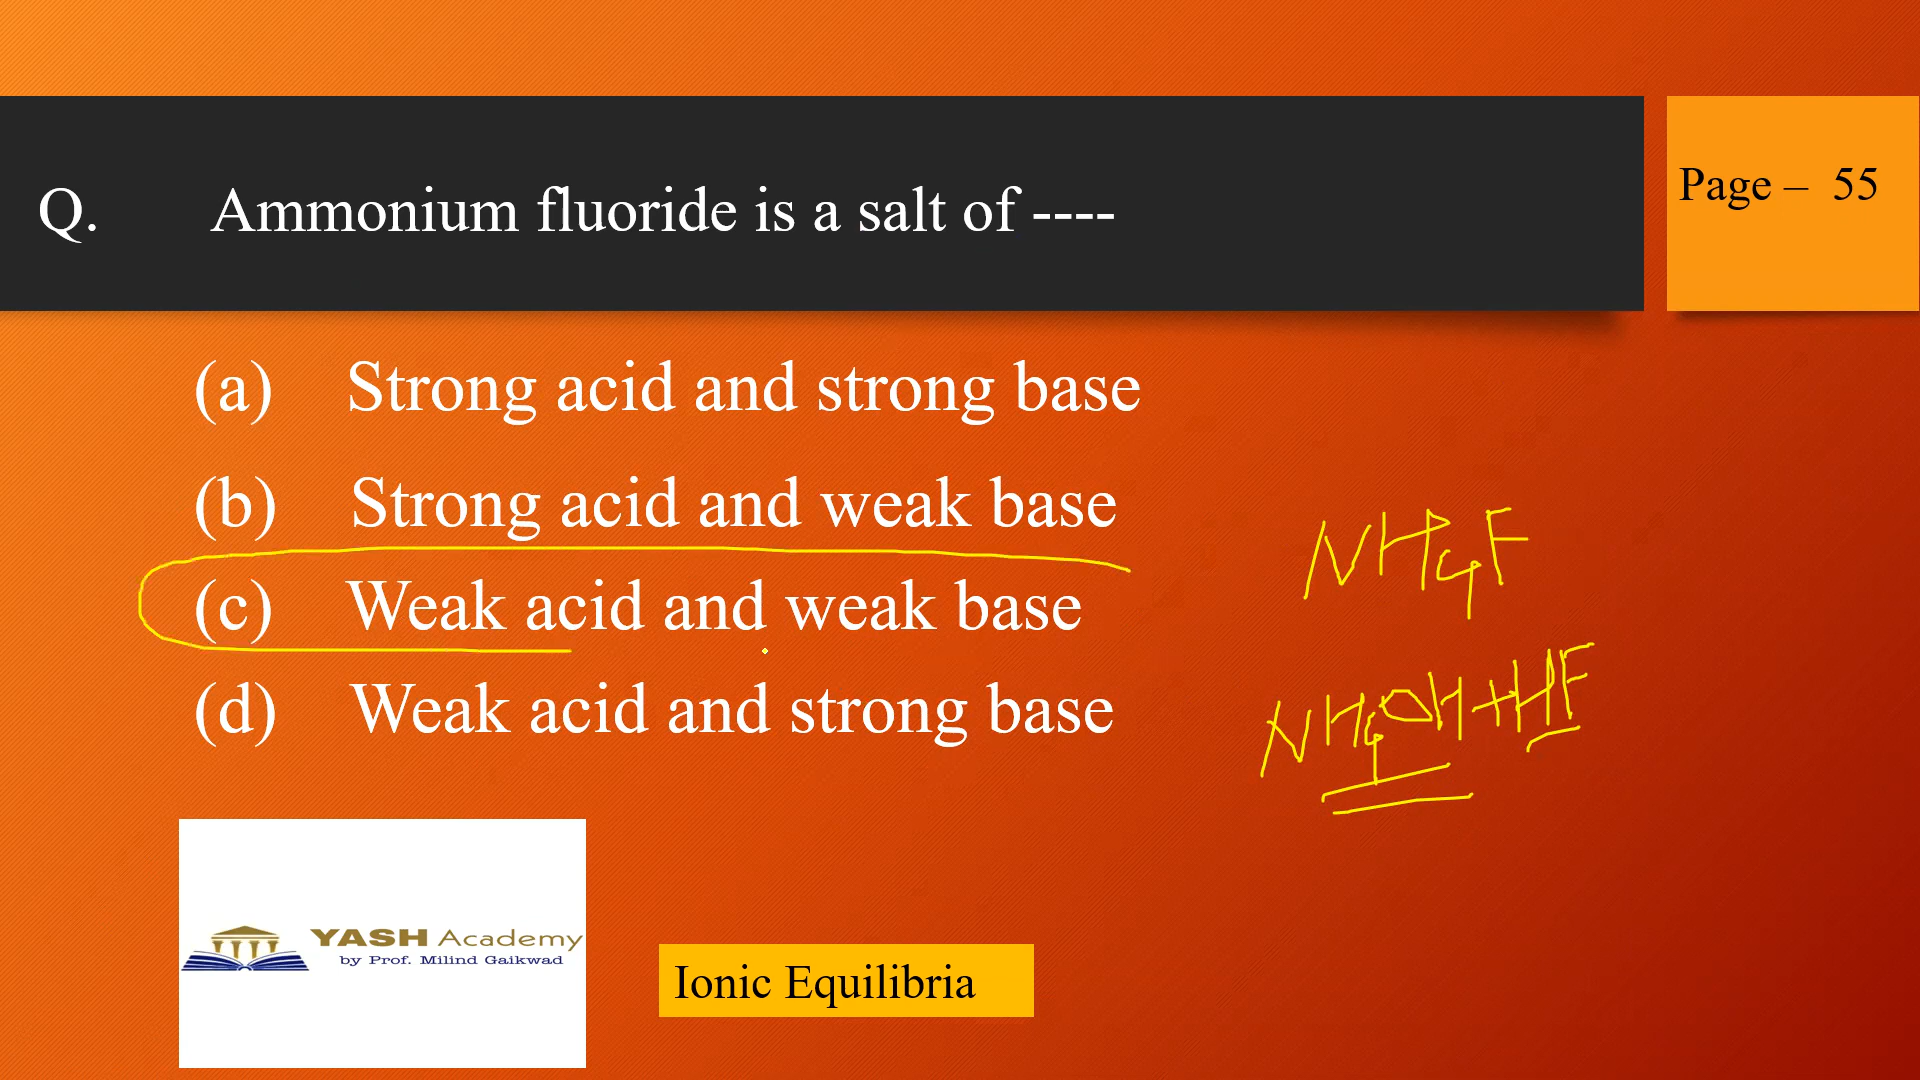 Q. Ammonium fluoride is a salt of ----
Page – 55
(a) Strong acid and strong base
(b) Strong acid and weak base
(c) Weak acid and weak base
(d) Weak acid and strong base
NH4F
NH4OH+HF
YASH Academy
by Prof. Milind Gaikwad
Ionic Equilibria